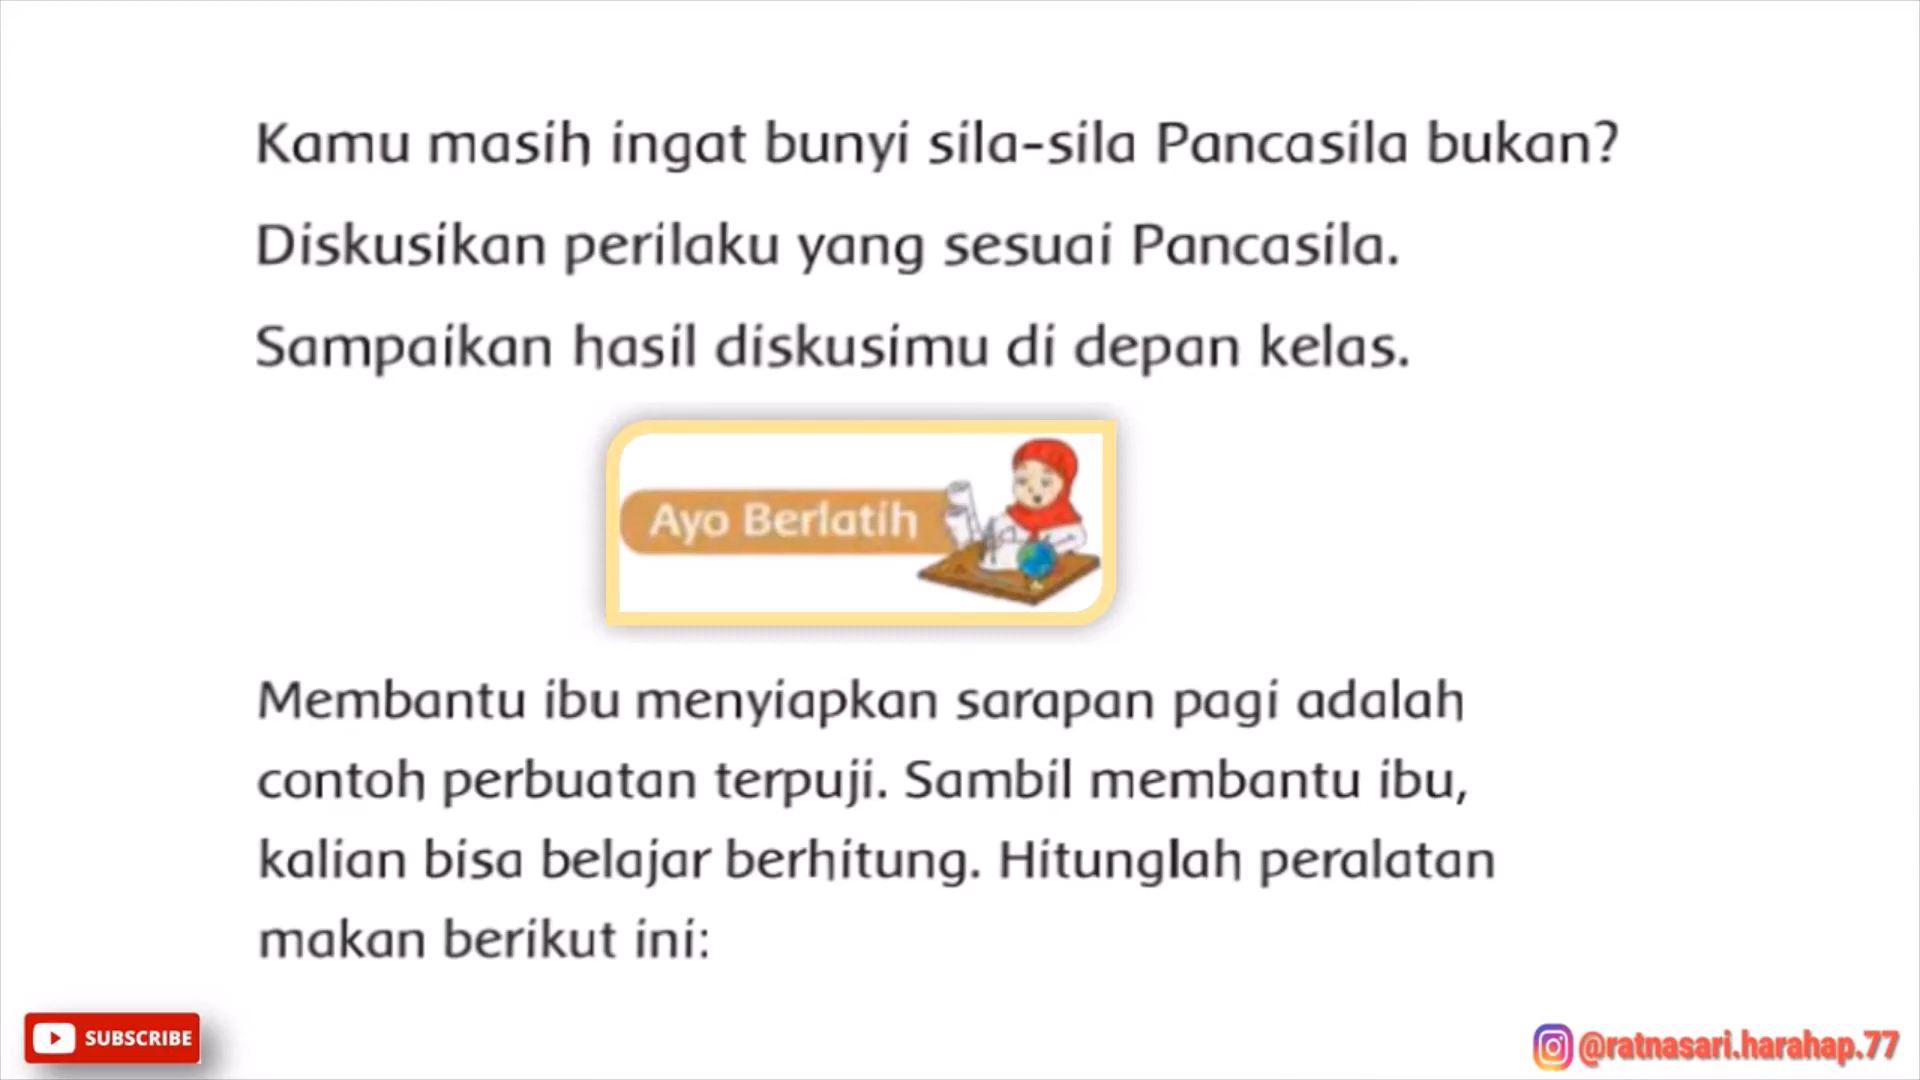 Kamu masih ingat bunyi sila-sila Pancasila bukan?
Diskusikan perilaku yang sesuai Pancasila.
Sampaikan hasil diskusimu di depan kelas.
Ayo Berlatih
Membantu ibu menyiapkan sarapan pagi adalah
contoh perbuatan terpuji. Sambil membantu ibu,
kalian bisa belajar berhitung. Hitunglah peralatan
makan berikut ini:
SUBSCRIBE
@ratnasari.harahap.77